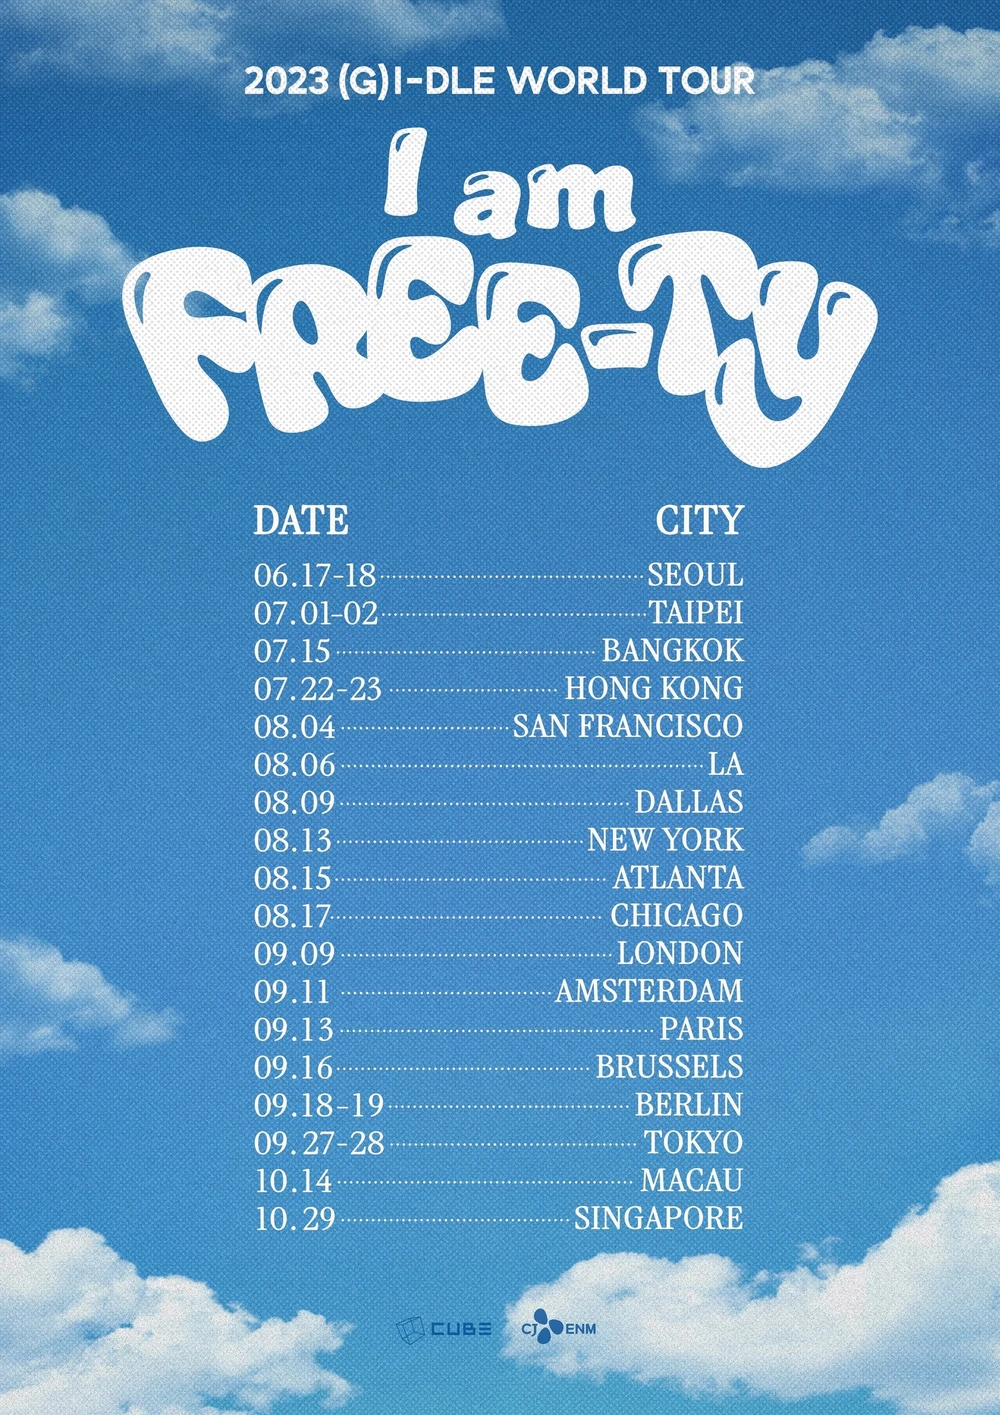 2023 (G)I-DLE WORLD TOUR
I am
FREE-TY
DATE CITY
06.17-18 SEOUL
07.01-02 TAIPEI
07.15 BANGKOK
07.22-23 HONG KONG
08.04 SAN FRANCISCO
08.06 LA
08.09 DALLAS
08.13 NEW YORK
08.15 ATLANTA
08.17 CHICAGO
09.09 LONDON
09.11 AMSTERDAM
09.13 PARIS
09.16 BRUSSELS
09.18-19 BERLIN
09.27-28 TOKYO
10.14 MACAU
10.29 SINGAPORE
CUBE CJ ENM